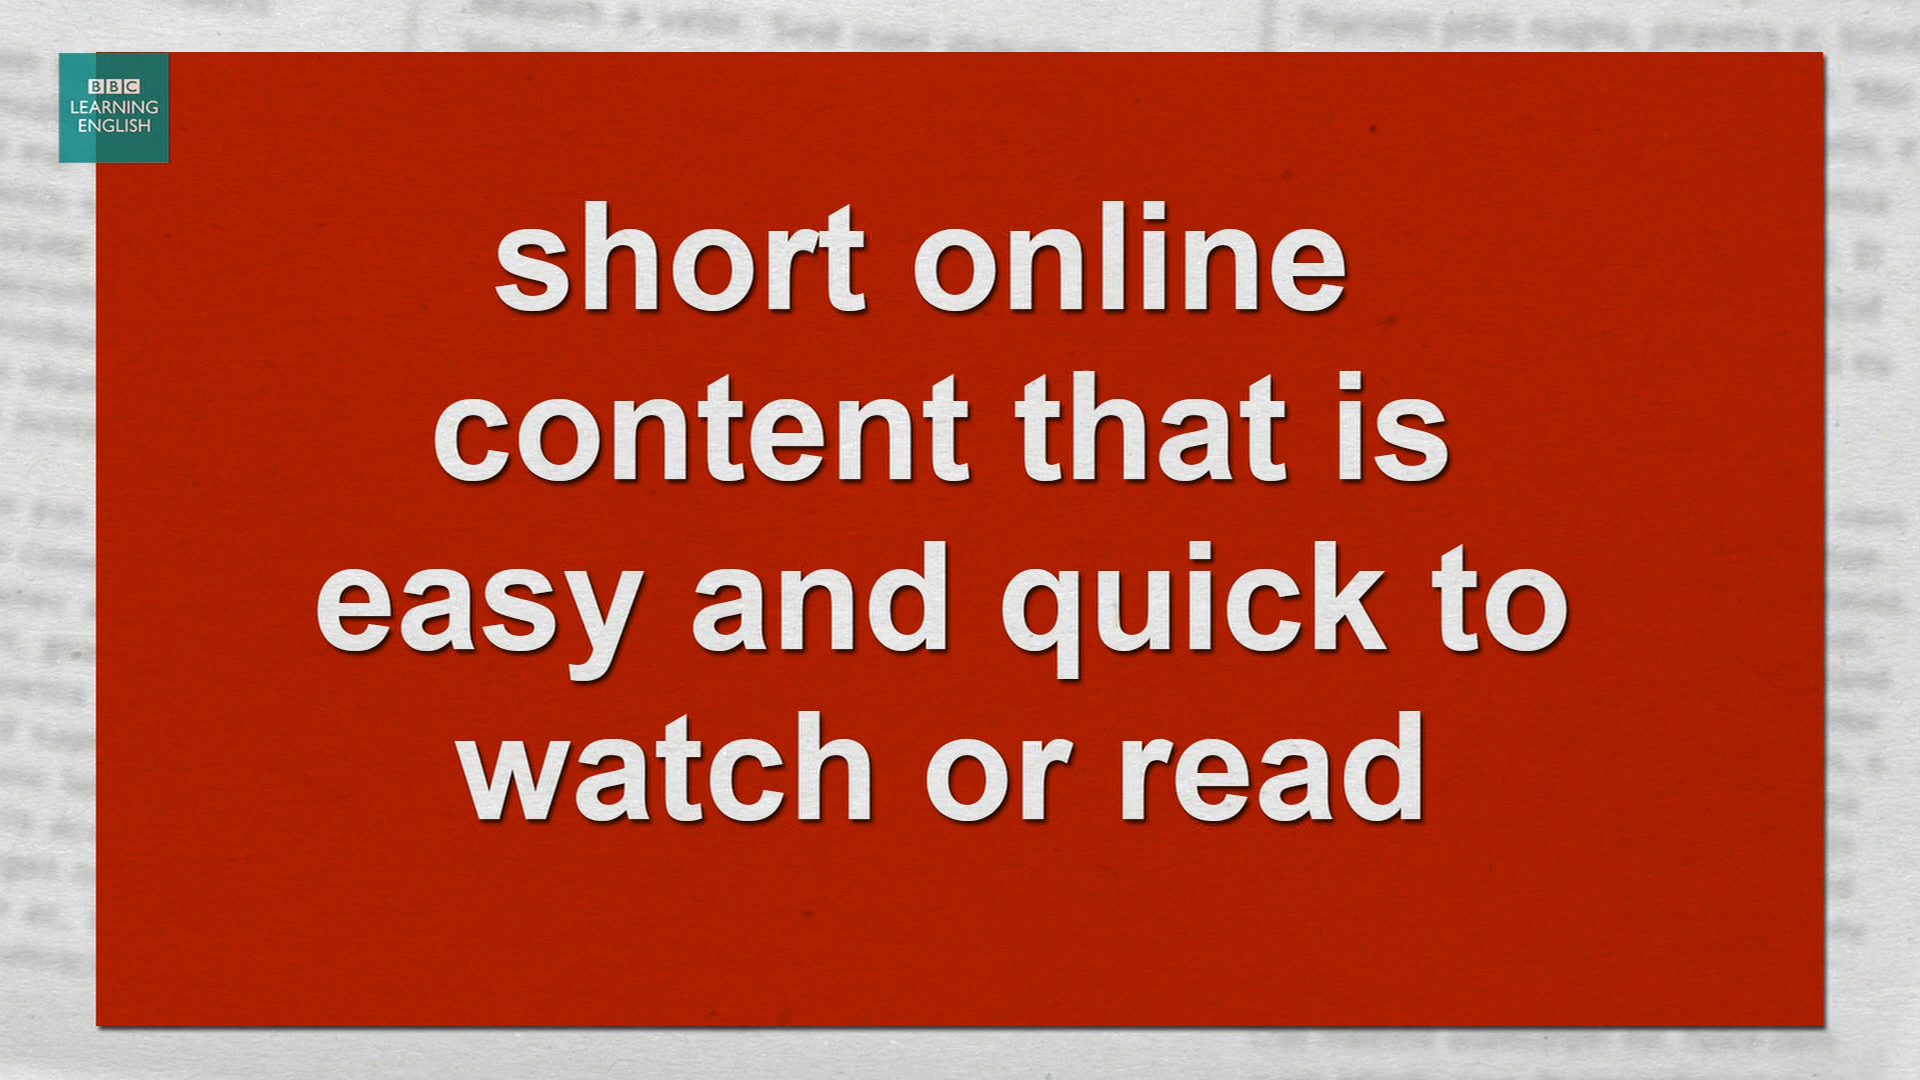 BBC
LEARNING
ENGLISH
short online
content that is
easy and quick to
watch or read